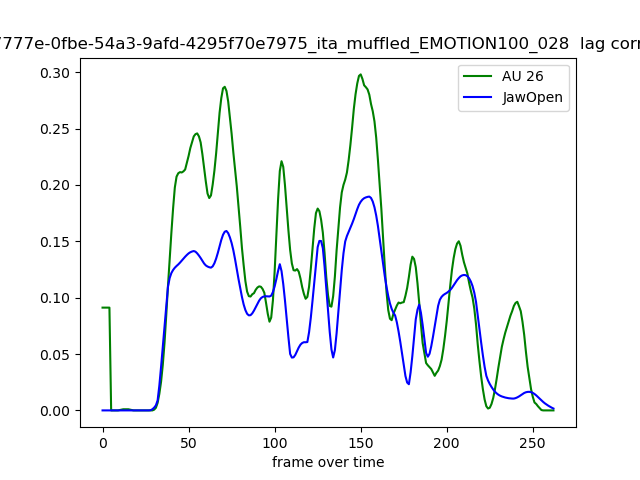 7777e-0fbe-54a3-9afd-4295f70e7975_ita_muffled_EMOTION100_028 lag corr
AU 26
JawOpen
0.30
0.25
0.20
0.15
0.10
0.05
0.00
0 50 100 150 200 250
frame over time